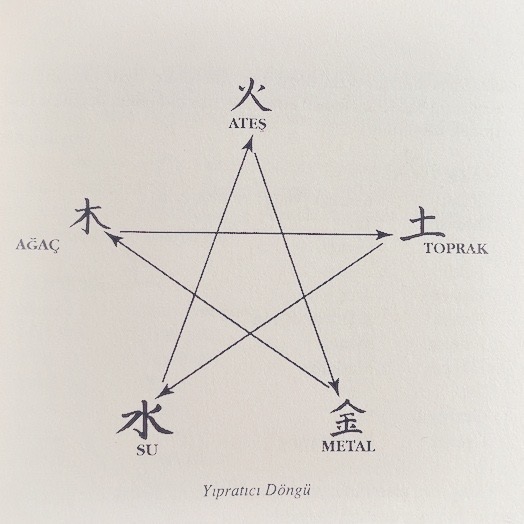 火
ATEŞ
木
AĞAÇ
土
TOPRAK
水
SU
金
METAL
Yıpratıcı Döngü